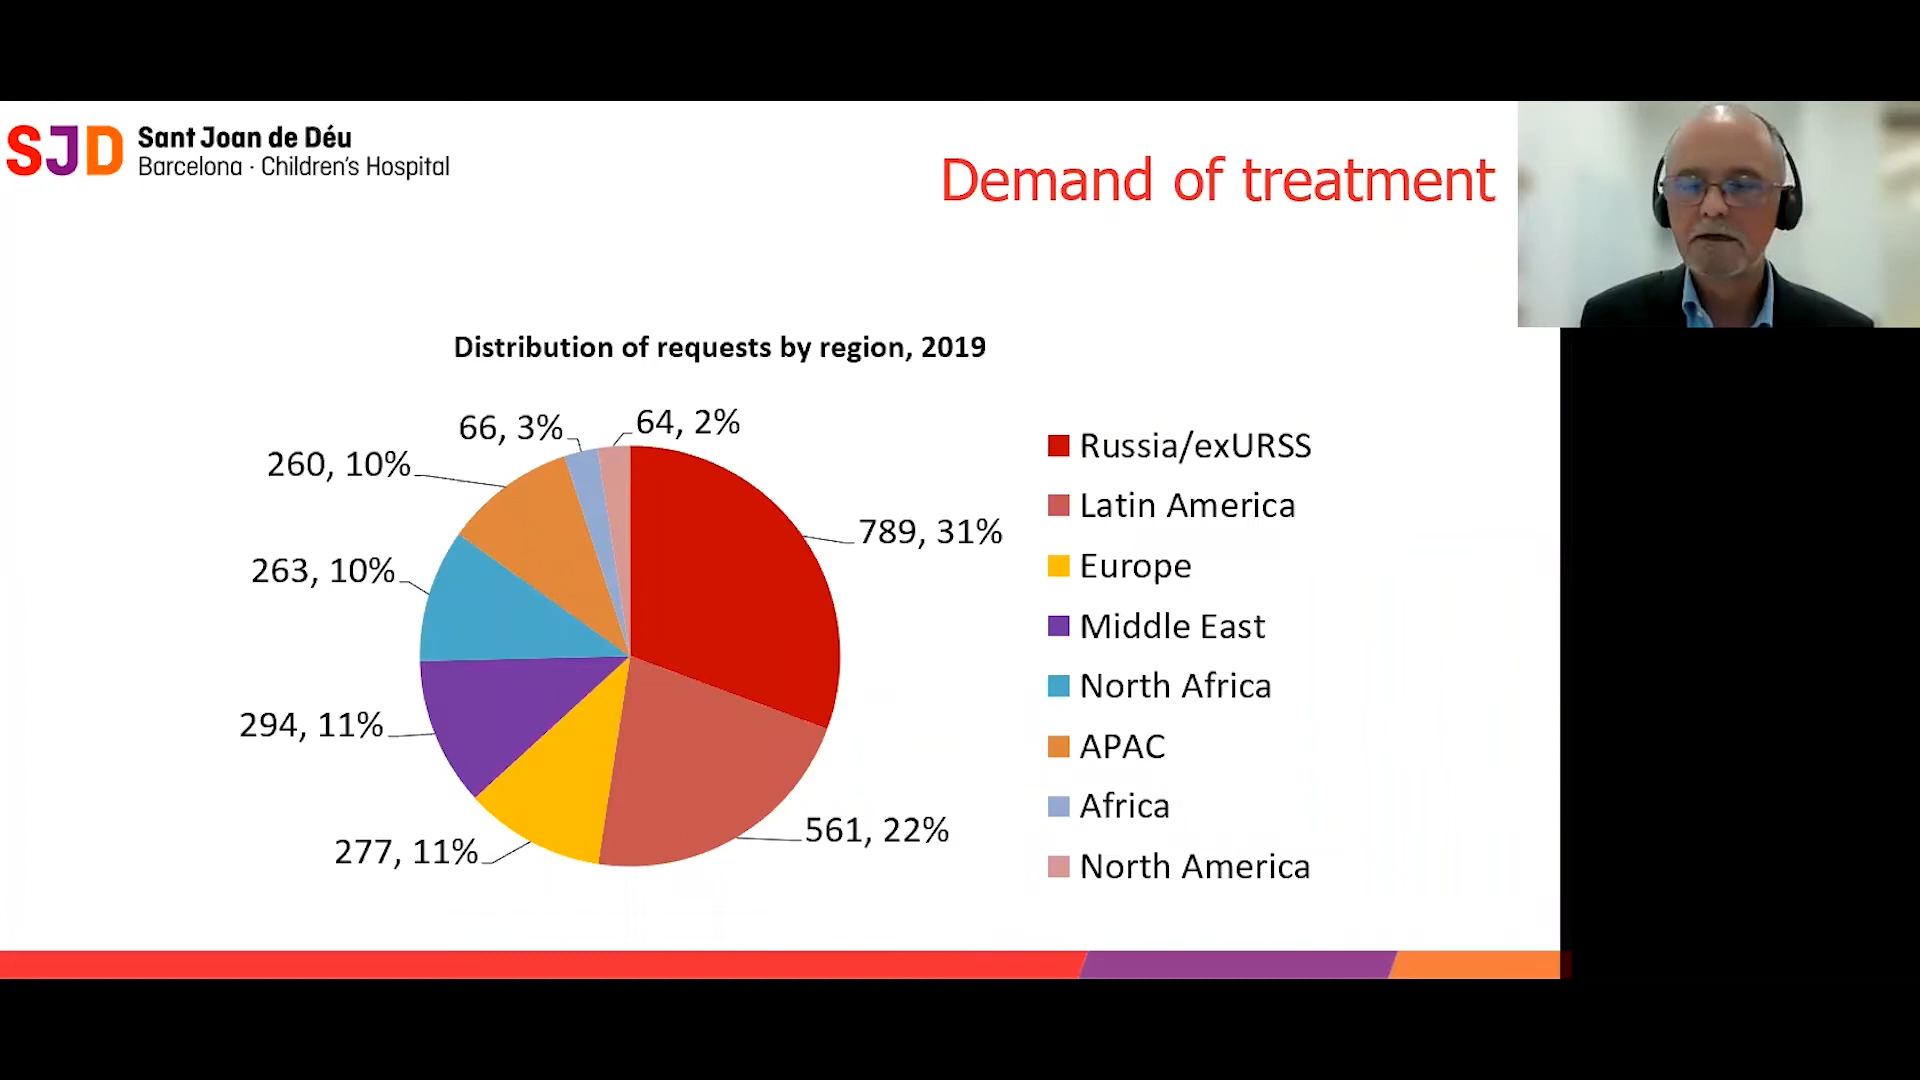 SJD
Sant Joan de Déu
Barcelona · Children's Hospital
Demand of treatment
Distribution of requests by region, 2019
66, 3%
64, 2%
260, 10%
789, 31%
263, 10%
294, 11%
277, 11%
561, 22%
Russia/exURSS
Latin America
Europe
Middle East
North Africa
APAC
Africa
North America